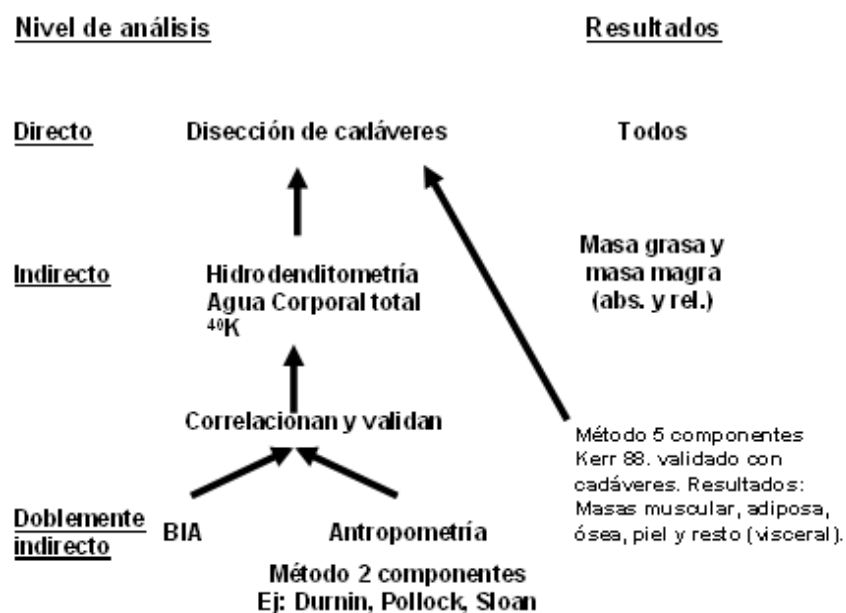 Nivel de análisis Resultados
Directo Disección de cadáveres Todos
Masa grasa y
masa magra
(abs. y rel.)
Indirecto Hidrodenditometría
Agua Corporal total
⁴⁰K
Correlacionan y validan
Método 5 componentes
Kerr 88. validado con
cadáveres. Resultados:
Masas muscular, adiposa,
ósea, piel y resto (visceral).
Doblemente
indirecto
BIA Antropometría
Método 2 componentes
Ej: Durnin, Pollock, Sloan